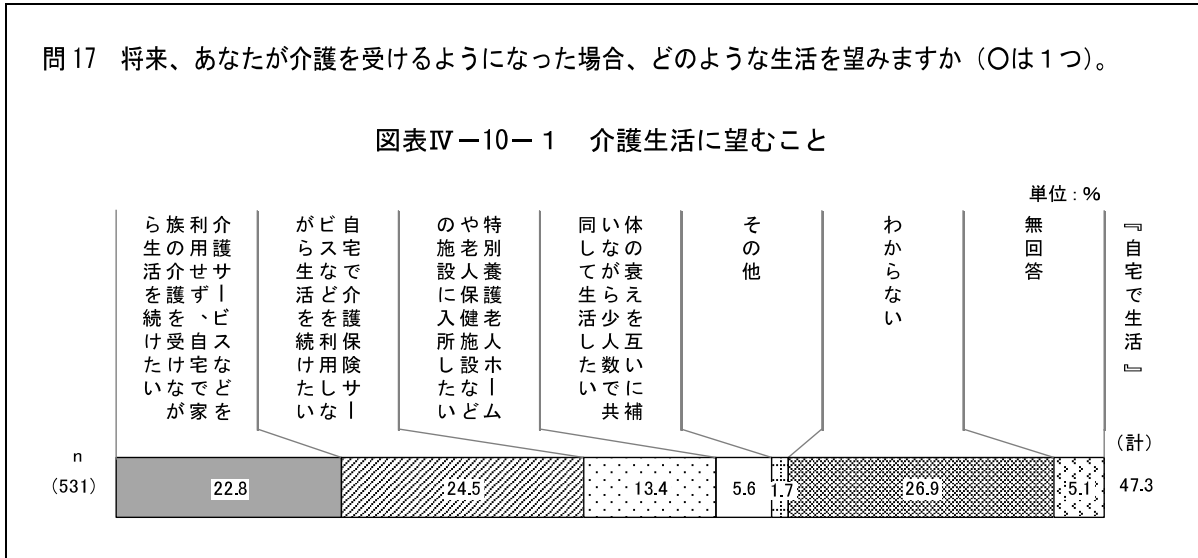 問17　将来、あなたが介護を受けるようになった場合、どのような生活を望みますか（〇は１つ）。
図表Ⅳ－10－１　介護生活に望むこと
単位：％
介護サービスなどを
利用せず、自宅で家
族の介護を受けなが
ら生活を続けたい
自宅で介護保険サー
ビスなどを利用しな
がら生活を続けたい
特別養護老人ホーム
や老人保健施設など
の施設に入所したい
体の衰えを互いに補
いながら少人数で共
同して生活したい
その他
わからない
無回答
『自宅で生活』
（計）
n
(531)
22.8
24.5
13.4
5.6
1.7
26.9
5.1
47.3